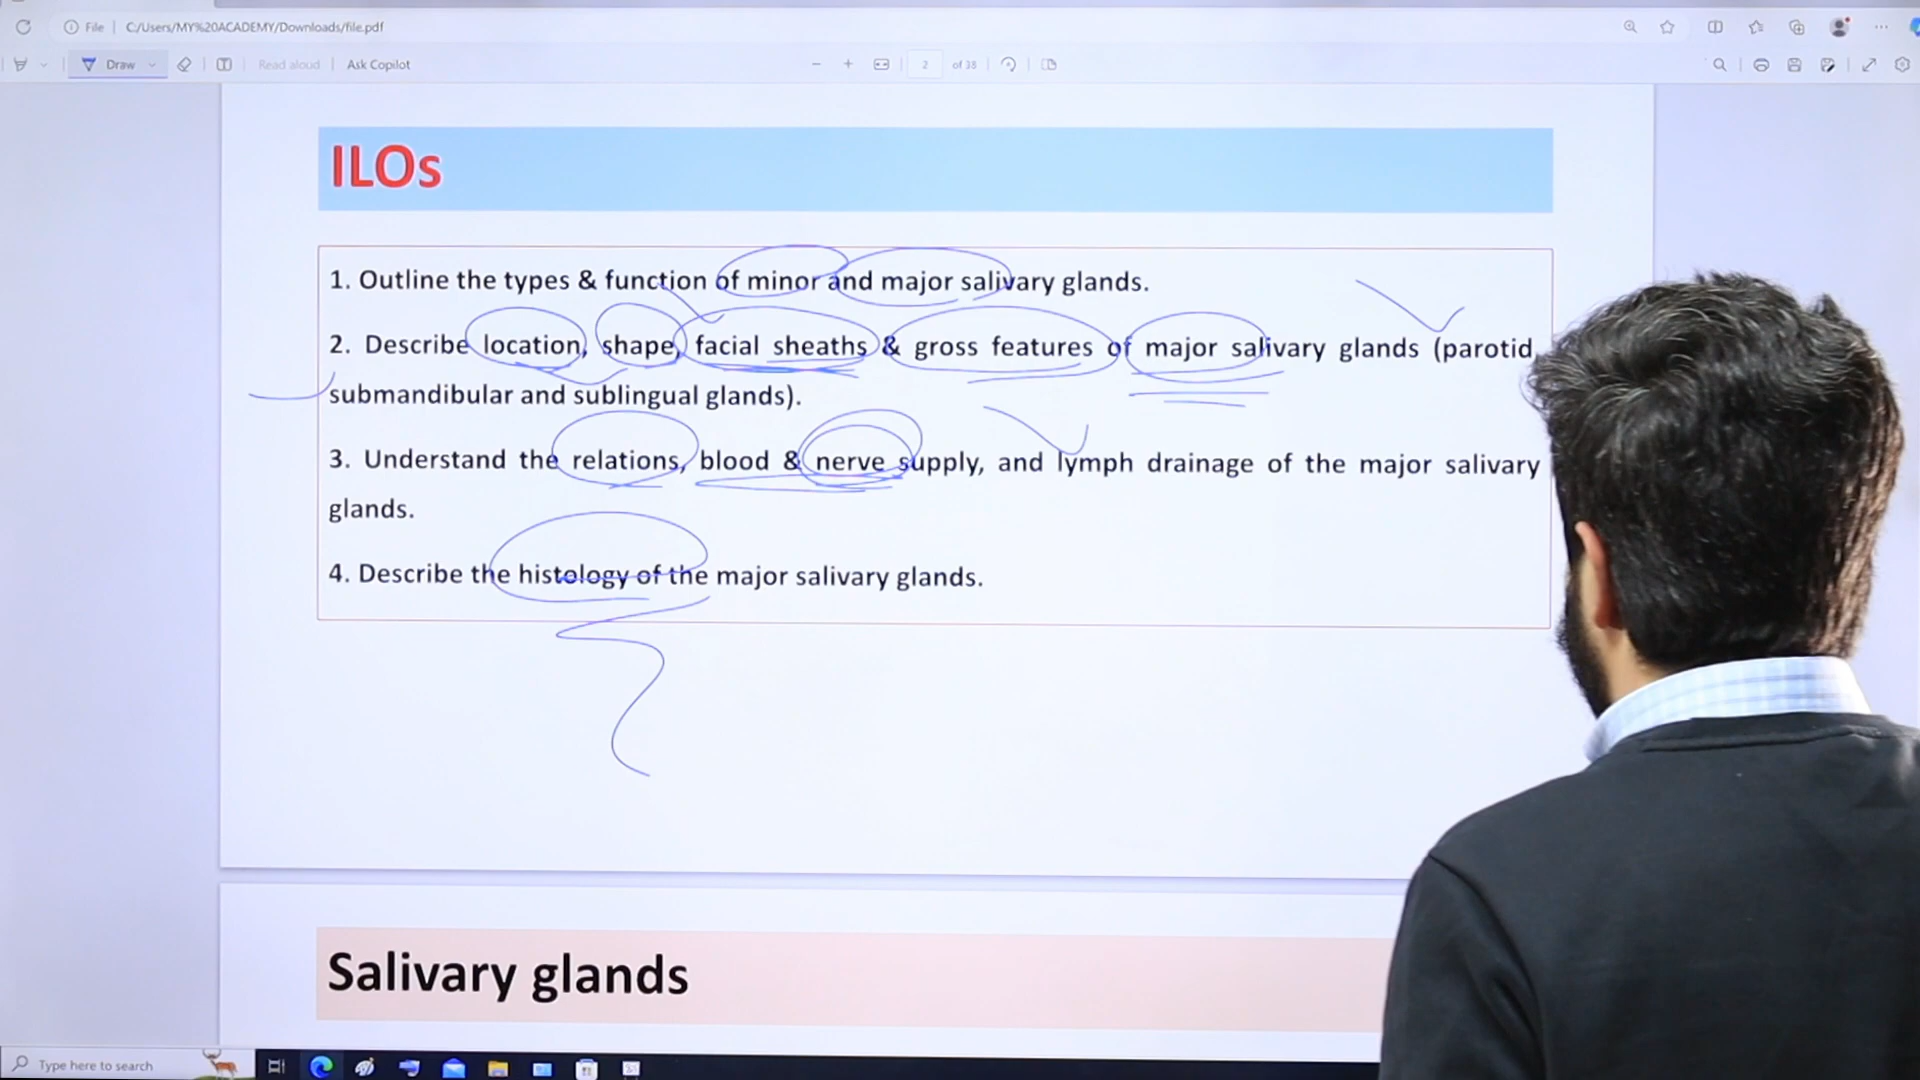 File C:/Users/MY%20ACADEMY/Downloads/file.pdf
Draw Read aloud Ask Copilot 2 of 38
ILOs
1. Outline the types & function of minor and major salivary glands.
2. Describe location, shape, facial sheaths & gross features of major salivary glands (parotid,
submandibular and sublingual glands).
3. Understand the relations, blood & nerve supply, and lymph drainage of the major salivary
glands.
4. Describe the histology of the major salivary glands.
Salivary glands
Type here to search